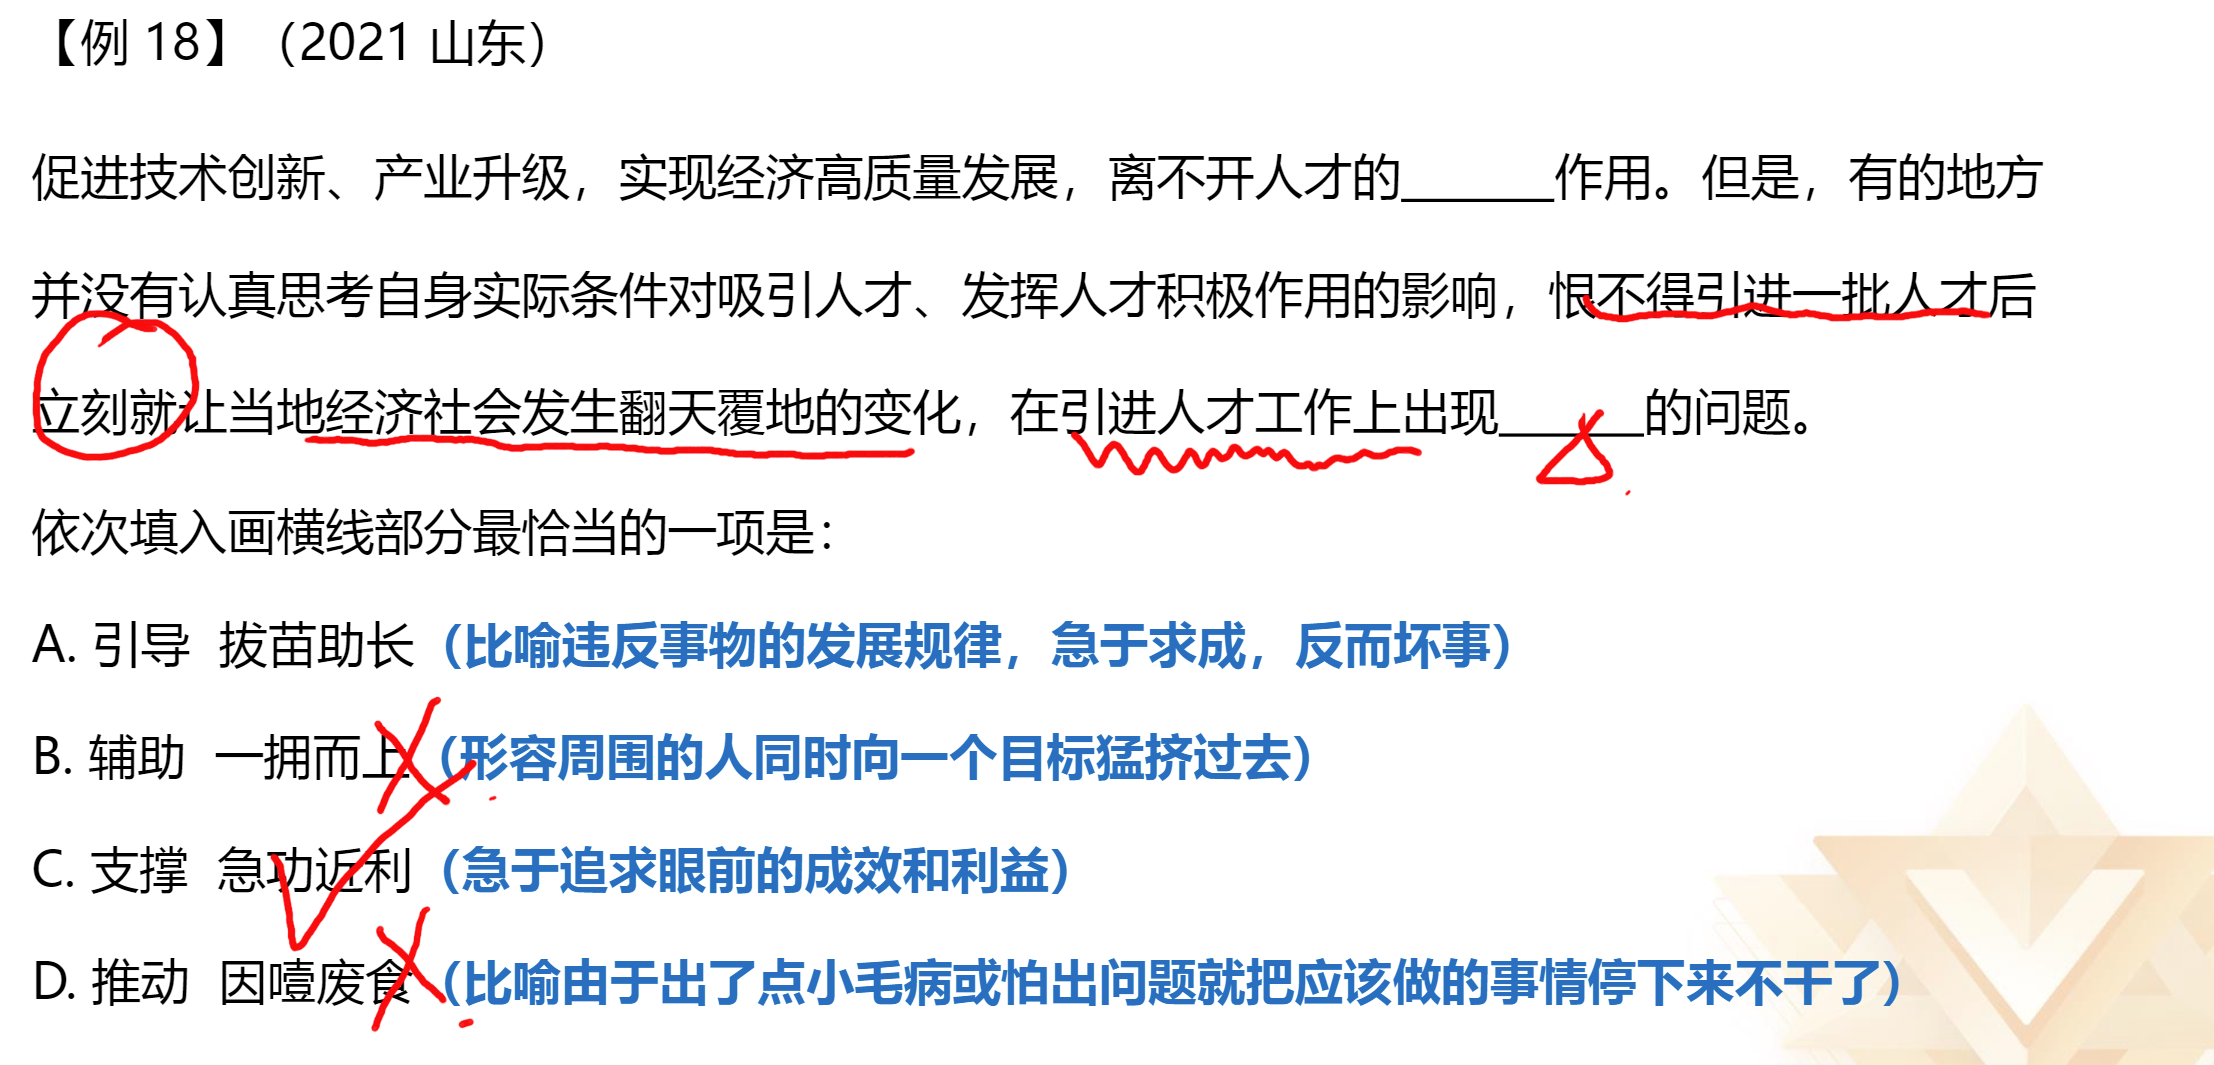 【例 18】（2021 山东）
促进技术创新、产业升级，实现经济高质量发展，离不开人才的______作用。但是，有的地方
并没有认真思考自身实际条件对吸引人才、发挥人才积极作用的影响，恨不得引进一批人才后
立刻就让当地经济社会发生翻天覆地的变化，在引进人才工作上出现______的问题。
依次填入画横线部分最恰当的一项是：
A. 引导 拔苗助长（比喻违反事物的发展规律，急于求成，反而坏事）
B. 辅助 一拥而上（形容周围的人同时向一个目标猛挤过去）
C. 支撑 急功近利（急于追求眼前的成效和利益）
D. 推动 因噎废食（比喻由于出了点小毛病或怕出问题就把应该做的事情停下来不干了）